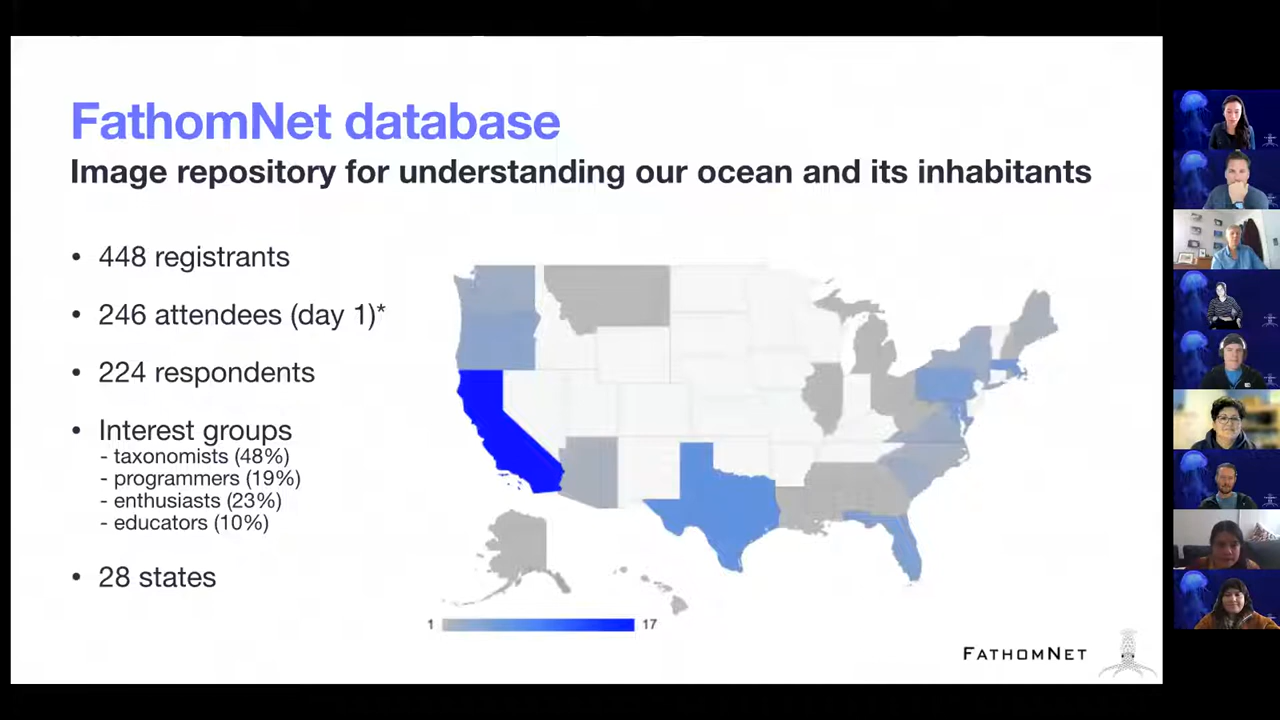 FathomNet database
Image repository for understanding our ocean and its inhabitants
• 448 registrants
• 246 attendees (day 1)*
• 224 respondents
• Interest groups
- taxonomists (48%)
- programmers (19%)
- enthusiasts (23%)
- educators (10%)
• 28 states
1 17
FATHOMNET